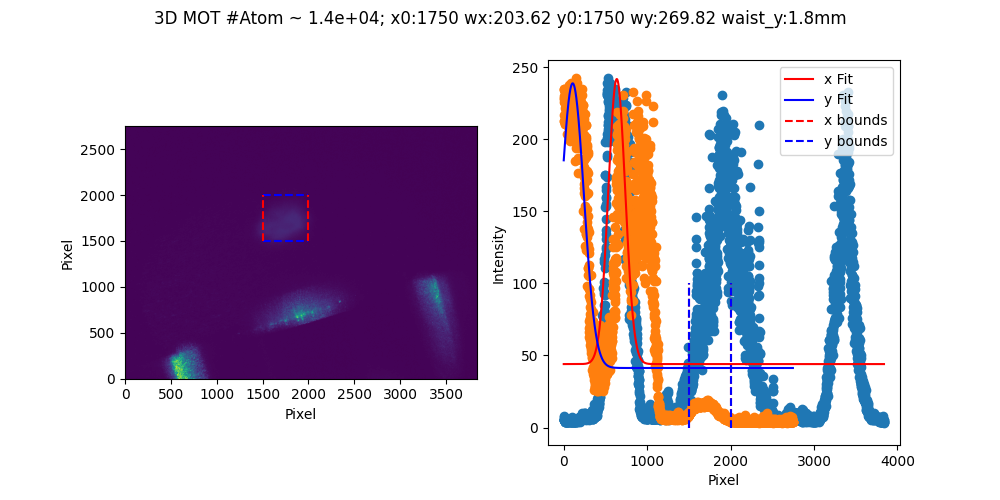 3D MOT #Atom ~ 1.4e+04; x0:1750 wx:203.62 y0:1750 wy:269.82 waist_y:1.8mm
2500
2000
1500
1000
500
0
Pixel
0 500 1000 1500 2000 2500 3000 3500
Pixel
250
200
150
100
50
0
Intensity
0 1000 2000 3000 4000
Pixel
x Fit
y Fit
x bounds
y bounds